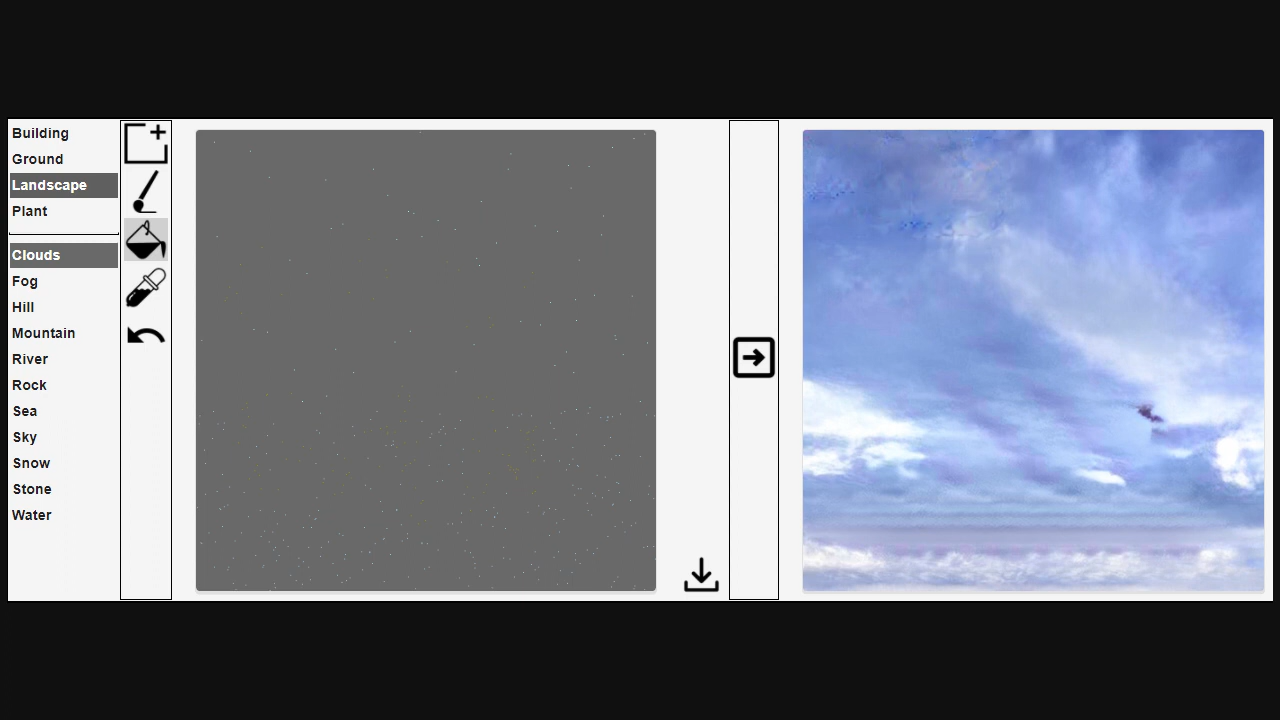 Building
Ground
Landscape
Plant
Clouds
Fog
Hill
Mountain
River
Rock
Sea
Sky
Snow
Stone
Water